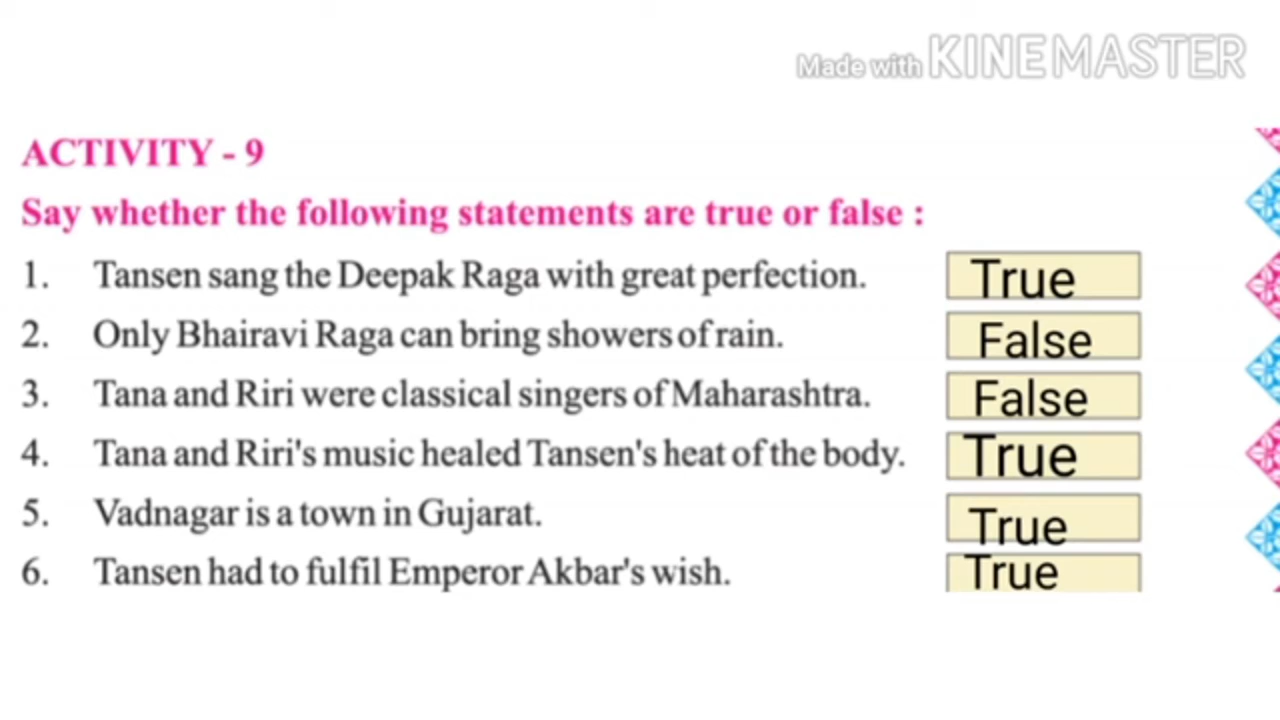 Made with KINEMASTER
ACTIVITY - 9
Say whether the following statements are true or false :
1. Tansen sang the Deepak Raga with great perfection. True
2. Only Bhairavi Raga can bring showers of rain. False
3. Tana and Riri were classical singers of Maharashtra. False
4. Tana and Riri's music healed Tansen's heat of the body. True
5. Vadnagar is a town in Gujarat. True
6. Tansen had to fulfil Emperor Akbar's wish. True